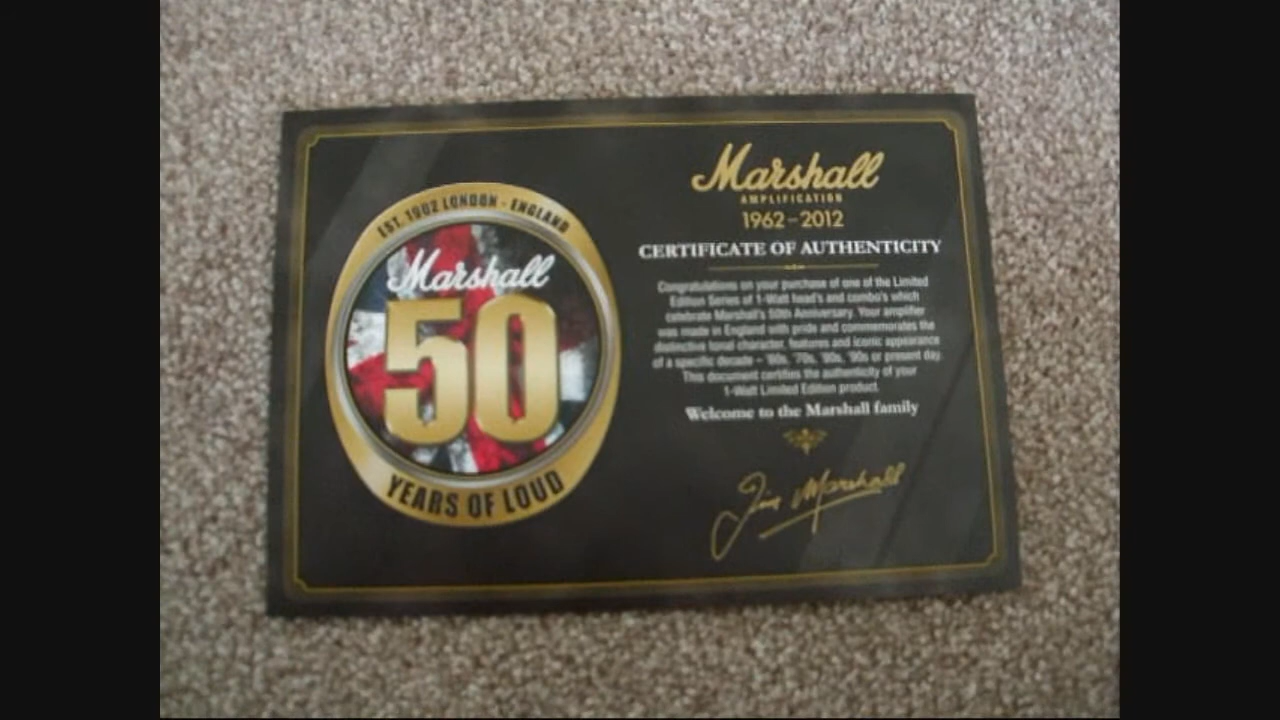 EST. 1962 LONDON - ENGLAND
Marshall
50
YEARS OF LOUD
Marshall
AMPLIFICATION
1962-2012
CERTIFICATE OF AUTHENTICITY
Congratulations on your purchase of one of the Limited
Edition Series of 1-Watt head's and combo's which
celebrate Marshall's 50th Anniversary. Your amplifier
was made in England with pride and commemorates the
distinctive tonal character, features and iconic appearance
of a specific decade – '60s, '70s, '80s, '90s or present day.
This document certifies the authenticity of your
1-Watt Limited Edition product.
Welcome to the Marshall family
Jim Marshall